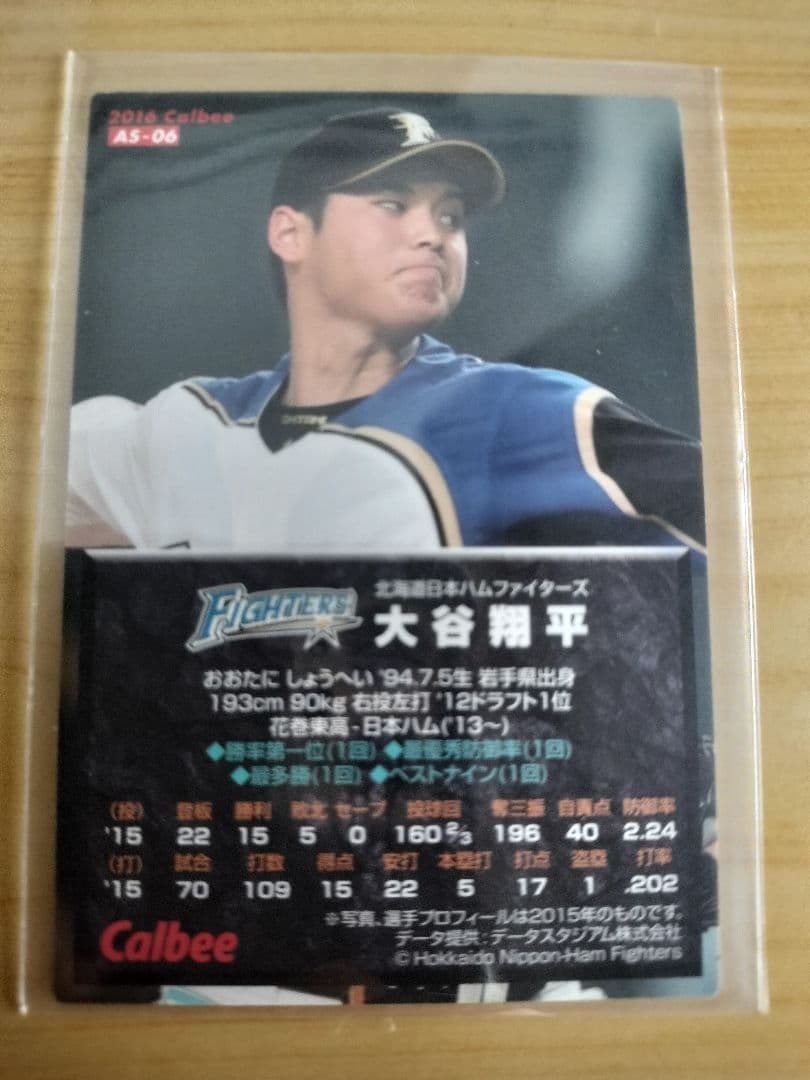 2016 Calbee
AS-06
FIGHTERS
北海道日本ハムファイターズ
大谷翔平
おおたに しょうへい '94.7.5生 岩手県出身
193cm 90kg 右投左打 '12ドラフト1位
花巻東高-日本ハム('13〜)
◆勝率第一位(1回) ◆最優秀防御率(1回)
◆最多勝(1回) ◆ベストナイン(1回)
(投) 登板 勝利 敗北 セーブ 投球回 奪三振 自責点 防御率
'15 22 15 5 0 160 2/3 196 40 2.24
(打) 試合 打数 得点 安打 本塁打 打点 盗塁 打率
'15 70 109 15 22 5 17 1 .202
※写真、選手プロフィールは2015年のものです。
Calbee
データ提供:データスタジアム株式会社
© Hokkaido Nippon-Ham Fighters